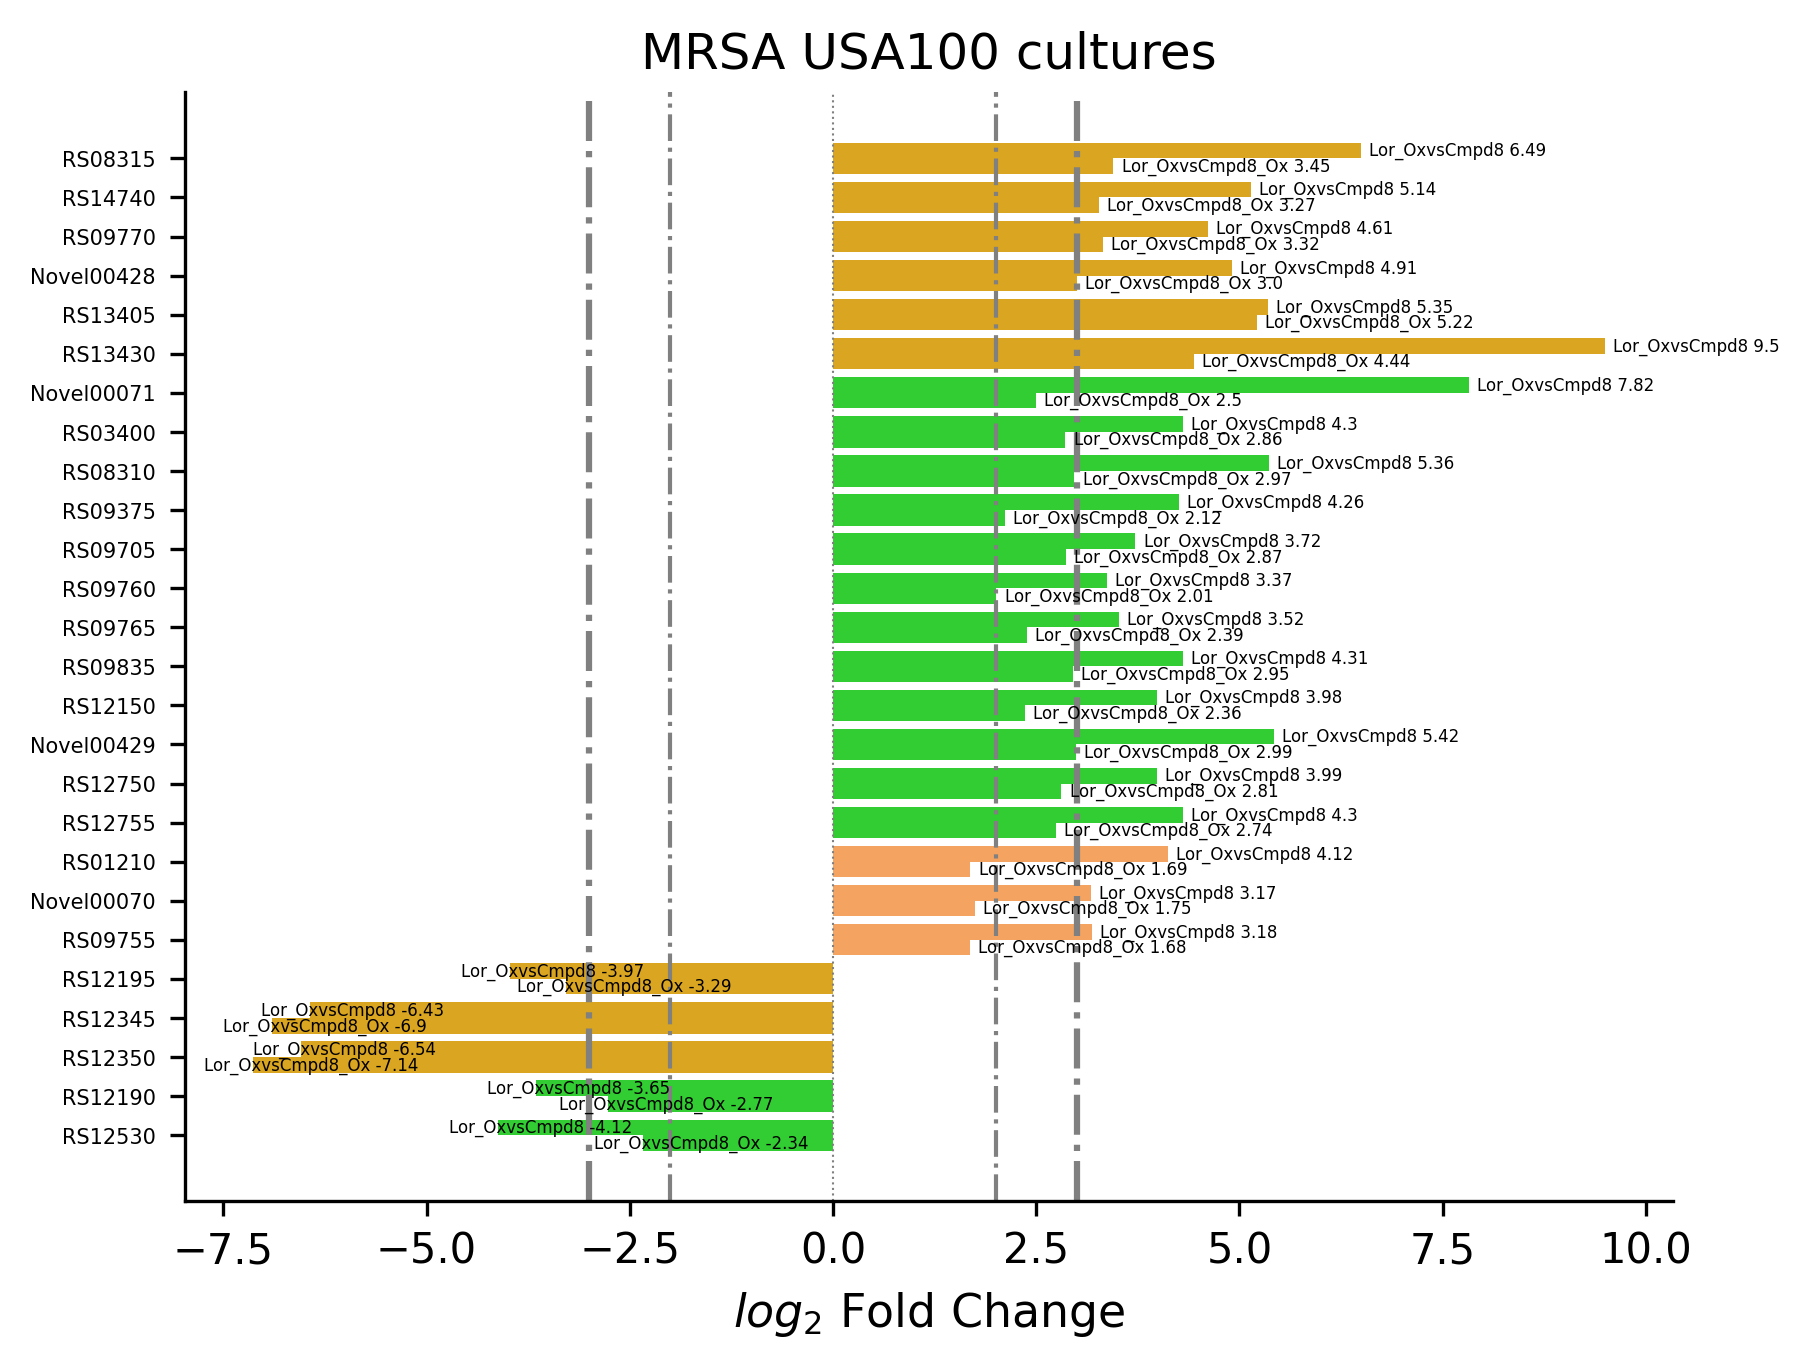 MRSA USA100 cultures
RS08315
Lor_OxvsCmpd8 6.49
Lor_OxvsCmpd8_Ox 3.45
RS14740
Lor_OxvsCmpd8 5.14
Lor_OxvsCmpd8_Ox 3.27
RS09770
Lor_OxvsCmpd8 4.61
Lor_OxvsCmpd8_Ox 3.32
Novel00428
Lor_OxvsCmpd8 4.91
Lor_OxvsCmpd8_Ox 3.0
RS13405
Lor_OxvsCmpd8 5.35
Lor_OxvsCmpd8_Ox 5.22
RS13430
Lor_OxvsCmpd8 9.5
Lor_OxvsCmpd8_Ox 4.44
Novel00071
Lor_OxvsCmpd8 7.82
Lor_OxvsCmpd8_Ox 2.5
RS03400
Lor_OxvsCmpd8 4.3
Lor_OxvsCmpd8_Ox 2.86
RS08310
Lor_OxvsCmpd8 5.36
Lor_OxvsCmpd8_Ox 2.97
RS09375
Lor_OxvsCmpd8 4.26
Lor_OxvsCmpd8_Ox 2.12
RS09705
Lor_OxvsCmpd8 3.72
Lor_OxvsCmpd8_Ox 2.87
RS09760
Lor_OxvsCmpd8 3.37
Lor_OxvsCmpd8_Ox 2.01
RS09765
Lor_OxvsCmpd8 3.52
Lor_OxvsCmpd8_Ox 2.39
RS09835
Lor_OxvsCmpd8 4.31
Lor_OxvsCmpd8_Ox 2.95
RS12150
Lor_OxvsCmpd8 3.98
Lor_OxvsCmpd8_Ox 2.36
Novel00429
Lor_OxvsCmpd8 5.42
Lor_OxvsCmpd8_Ox 2.99
RS12750
Lor_OxvsCmpd8 3.99
Lor_OxvsCmpd8_Ox 2.81
RS12755
Lor_OxvsCmpd8 4.3
Lor_OxvsCmpd8_Ox 2.74
RS01210
Lor_OxvsCmpd8 4.12
Lor_OxvsCmpd8_Ox 1.69
Novel00070
Lor_OxvsCmpd8 3.17
Lor_OxvsCmpd8_Ox 1.75
RS09755
Lor_OxvsCmpd8 3.18
Lor_OxvsCmpd8_Ox 1.68
RS12195
Lor_OxvsCmpd8 -3.97
Lor_OxvsCmpd8_Ox -3.29
RS12345
Lor_OxvsCmpd8 -6.43
Lor_OxvsCmpd8_Ox -6.9
RS12350
Lor_OxvsCmpd8 -6.54
Lor_OxvsCmpd8_Ox -7.14
RS12190
Lor_OxvsCmpd8 -3.65
Lor_OxvsCmpd8_Ox -2.77
RS12530
Lor_OxvsCmpd8 -4.12
Lor_OxvsCmpd8_Ox -2.34
−7.5 −5.0 −2.5 0.0 2.5 5.0 7.5 10.0
log₂ Fold Change